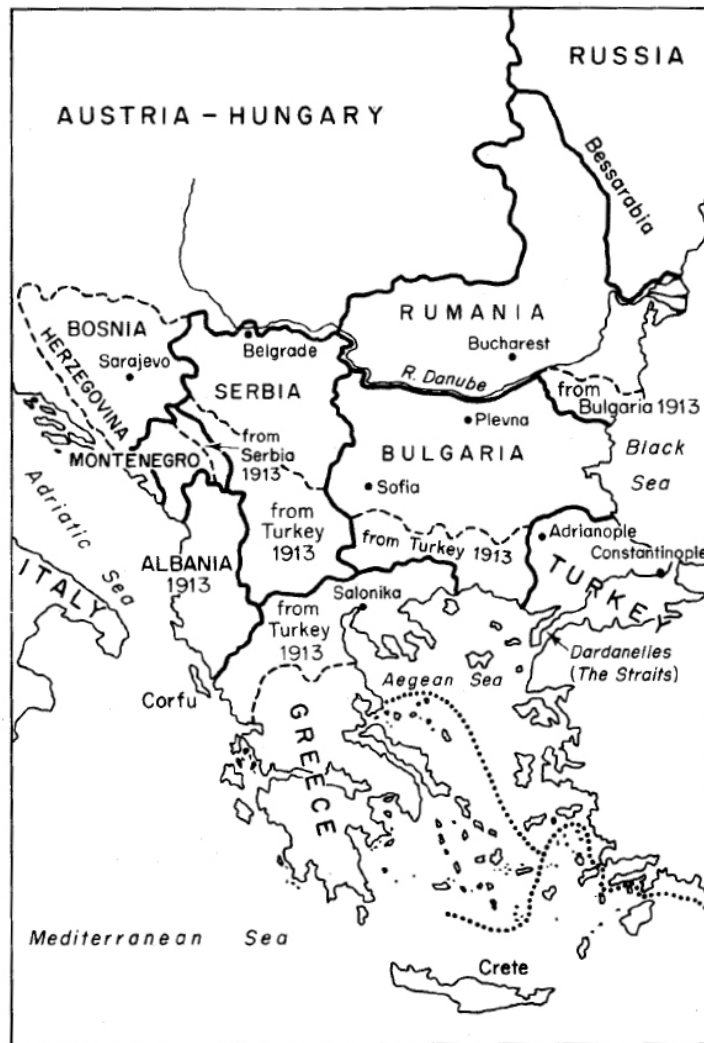 RUSSIA
AUSTRIA – HUNGARY
Bessarabia
RUMANIA
BOSNIA
Bucharest
Belgrade
HERZEGOVINA
Sarajevo
R. Danube
from
Bulgaria 1913
SERBIA
Plevna
from
Serbia
1913
BULGARIA
Black
Sea
MONTENEGRO
Sofia
Adriatic Sea
from
Turkey
1913
from Turkey 1913
Adrianople
Constantinople
ALBANIA
1913
ITALY
TURKEY
from
Turkey
1913
Salonika
Dardanelles
(The Straits)
Aegean Sea
Corfu
GREECE
Mediterranean Sea
Crete